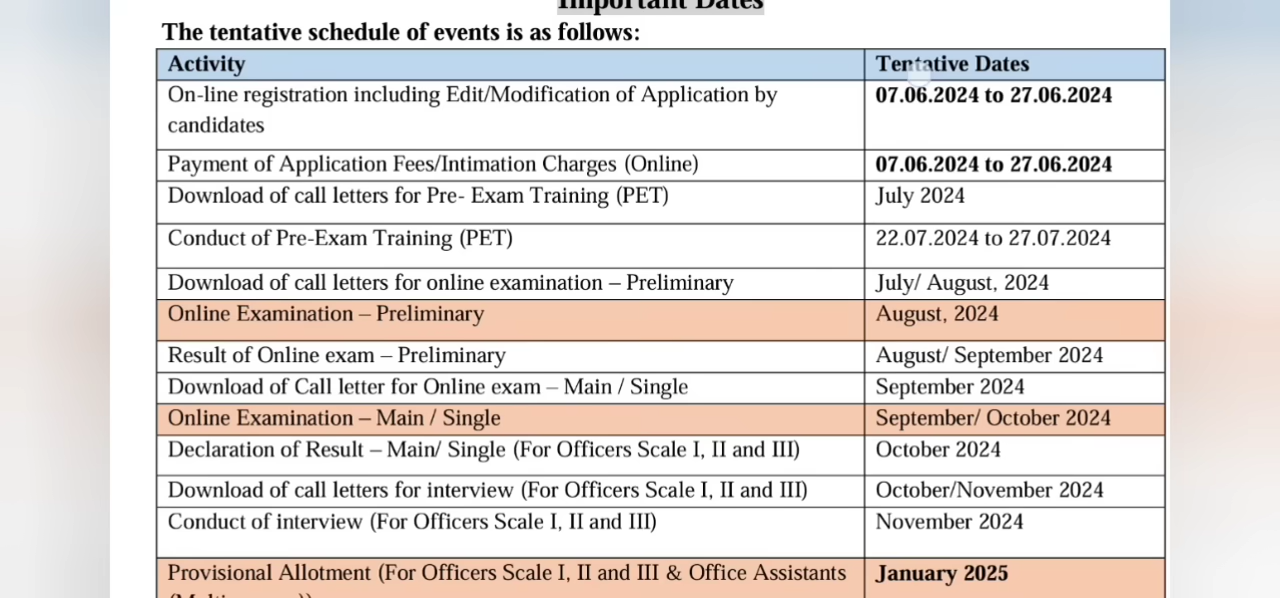 Important Dates
The tentative schedule of events is as follows:
Activity Tentative Dates
On-line registration including Edit/Modification of Application by 07.06.2024 to 27.06.2024
candidates
Payment of Application Fees/Intimation Charges (Online) 07.06.2024 to 27.06.2024
Download of call letters for Pre- Exam Training (PET) July 2024
Conduct of Pre-Exam Training (PET) 22.07.2024 to 27.07.2024
Download of call letters for online examination – Preliminary July/ August, 2024
Online Examination – Preliminary August, 2024
Result of Online exam – Preliminary August/ September 2024
Download of Call letter for Online exam – Main / Single September 2024
Online Examination – Main / Single September/ October 2024
Declaration of Result – Main/ Single (For Officers Scale I, II and III) October 2024
Download of call letters for interview (For Officers Scale I, II and III) October/November 2024
Conduct of interview (For Officers Scale I, II and III) November 2024
Provisional Allotment (For Officers Scale I, II and III & Office Assistants January 2025